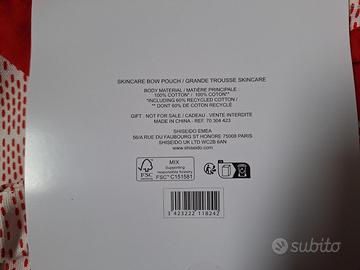 SKINCARE BOW POUCH / GRANDE TROUSSE SKINCARE
BODY MATERIAL / MATIÈRE PRINCIPALE :
100% COTTON* / 100% COTON**
*INCLUDING 60% RECYCLED COTTON /
** DONT 60% DE COTON RECYCLÉ
GIFT : NOT FOR SALE / CADEAU : VENTE INTERDITE
MADE IN CHINA - REF. 70 304 423
SHISEIDO EMEA
56/A RUE DU FAUBOURG ST HONORE 75008 PARIS
SHISEIDO UK LTD WC2B 6AN
www.shiseido.com
FSC
MIX
Supporting
responsible forestry
FSC® C151581
3 423222 118242
subito